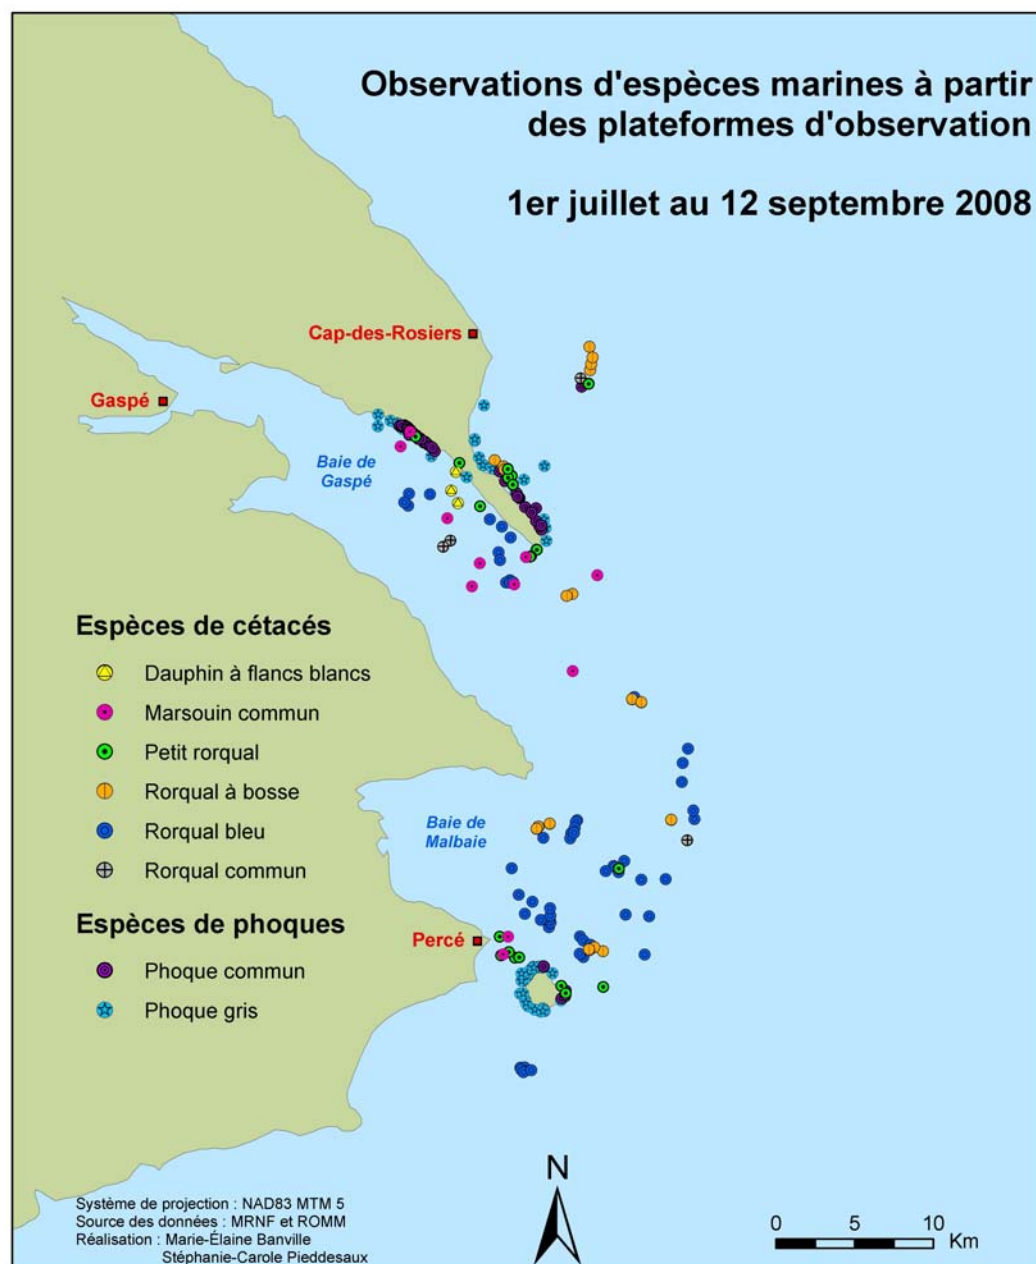 Observations d'espèces marines à partir
des plateformes d'observation
1er juillet au 12 septembre 2008
Cap-des-Rosiers
Gaspé
Baie de
Gaspé
Espèces de cétacés
Dauphin à flancs blancs
Marsouin commun
Petit rorqual
Rorqual à bosse
Rorqual bleu
Rorqual commun
Baie de
Malbaie
Espèces de phoques
Percé
Phoque commun
Phoque gris
N
Système de projection : NAD83 MTM 5
Source des données : MRNF et ROMM
Réalisation : Marie-Élaine Banville
Stéphanie-Carole Pieddesaux
0 5 10
Km